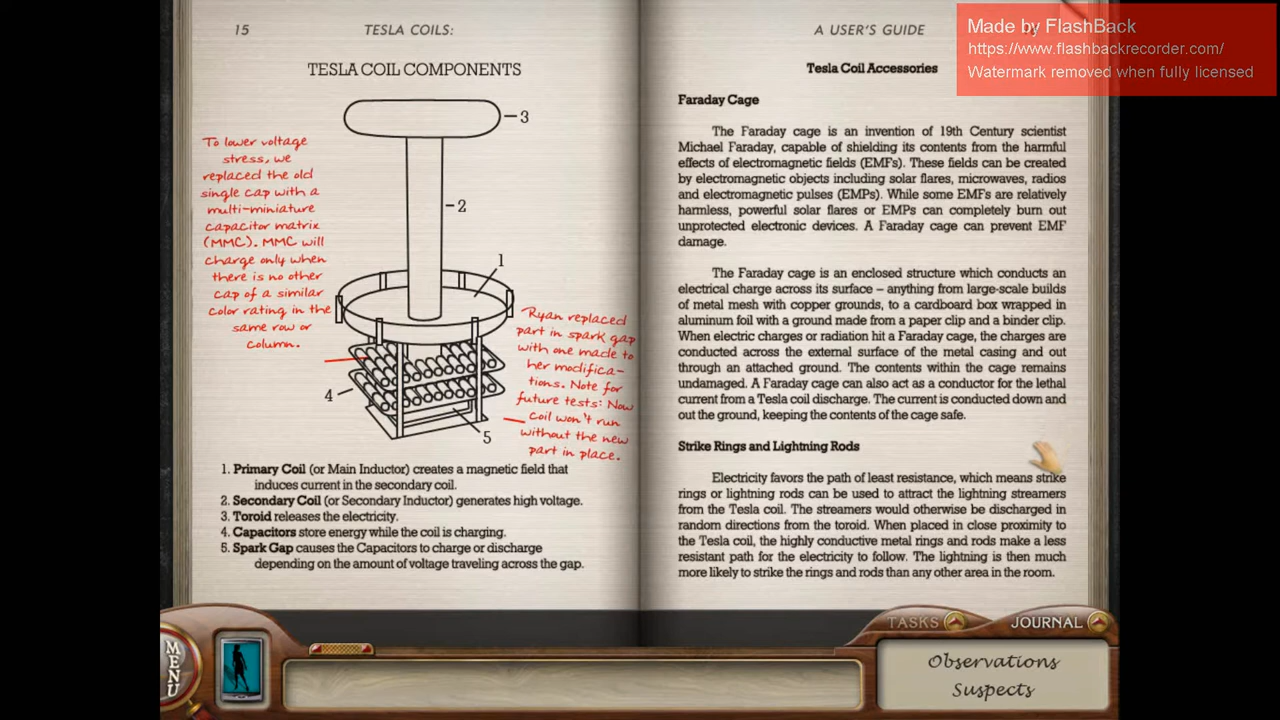 15
TESLA COILS:
TESLA COIL COMPONENTS
3
2
1
4
5
To lower voltage
stress, we
replaced the old
single cap with a
multi-miniature
capacitor matrix
(MMC). MMC will
charge only when
there is no other
cap of a similar
color rating in the
same row or
column.
Ryan replaced
part in spark gap
with one made to
her modifica-
tions. Note for
future tests: Now
coil won't run
without the new
part in place.
1. Primary Coil (or Main Inductor) creates a magnetic field that
induces current in the secondary coil.
2. Secondary Coil (or Secondary Inductor) generates high voltage.
3. Toroid releases the electricity.
4. Capacitors store energy while the coil is charging.
5. Spark Gap causes the Capacitors to charge or discharge
depending on the amount of voltage traveling across the gap.
A USER'S GUIDE
Made by FlashBack
https://www.flashbackrecorder.com/
Watermark removed when fully licensed
Tesla Coil Accessories
Faraday Cage
The Faraday cage is an invention of 19th Century scientist
Michael Faraday, capable of shielding its contents from the harmful
effects of electromagnetic fields (EMFs). These fields can be created
by electromagnetic objects including solar flares, microwaves, radios
and electromagnetic pulses (EMPs). While some EMFs are relatively
harmless, powerful solar flares or EMPs can completely burn out
unprotected electronic devices. A Faraday cage can prevent EMF
damage.
The Faraday cage is an enclosed structure which conducts an
electrical charge across its surface – anything from large-scale builds
of metal mesh with copper grounds, to a cardboard box wrapped in
aluminum foil with a ground made from a paper clip and a binder clip.
When electric charges or radiation hit a Faraday cage, the charges are
conducted across the external surface of the metal casing and out
through an attached ground. The contents within the cage remains
undamaged. A Faraday cage can also act as a conductor for the lethal
current from a Tesla coil discharge. The current is conducted down and
out the ground, keeping the contents of the cage safe.
Strike Rings and Lightning Rods
Electricity favors the path of least resistance, which means strike
rings or lightning rods can be used to attract the lightning streamers
from the Tesla coil. The streamers would otherwise be discharged in
random directions from the toroid. When placed in close proximity to
the Tesla coil, the highly conductive metal rings and rods make a less
resistant path for the electricity to follow. The lightning is then much
more likely to strike the rings and rods than any other area in the room.
MENU
TASKS
JOURNAL
Observations
Suspects